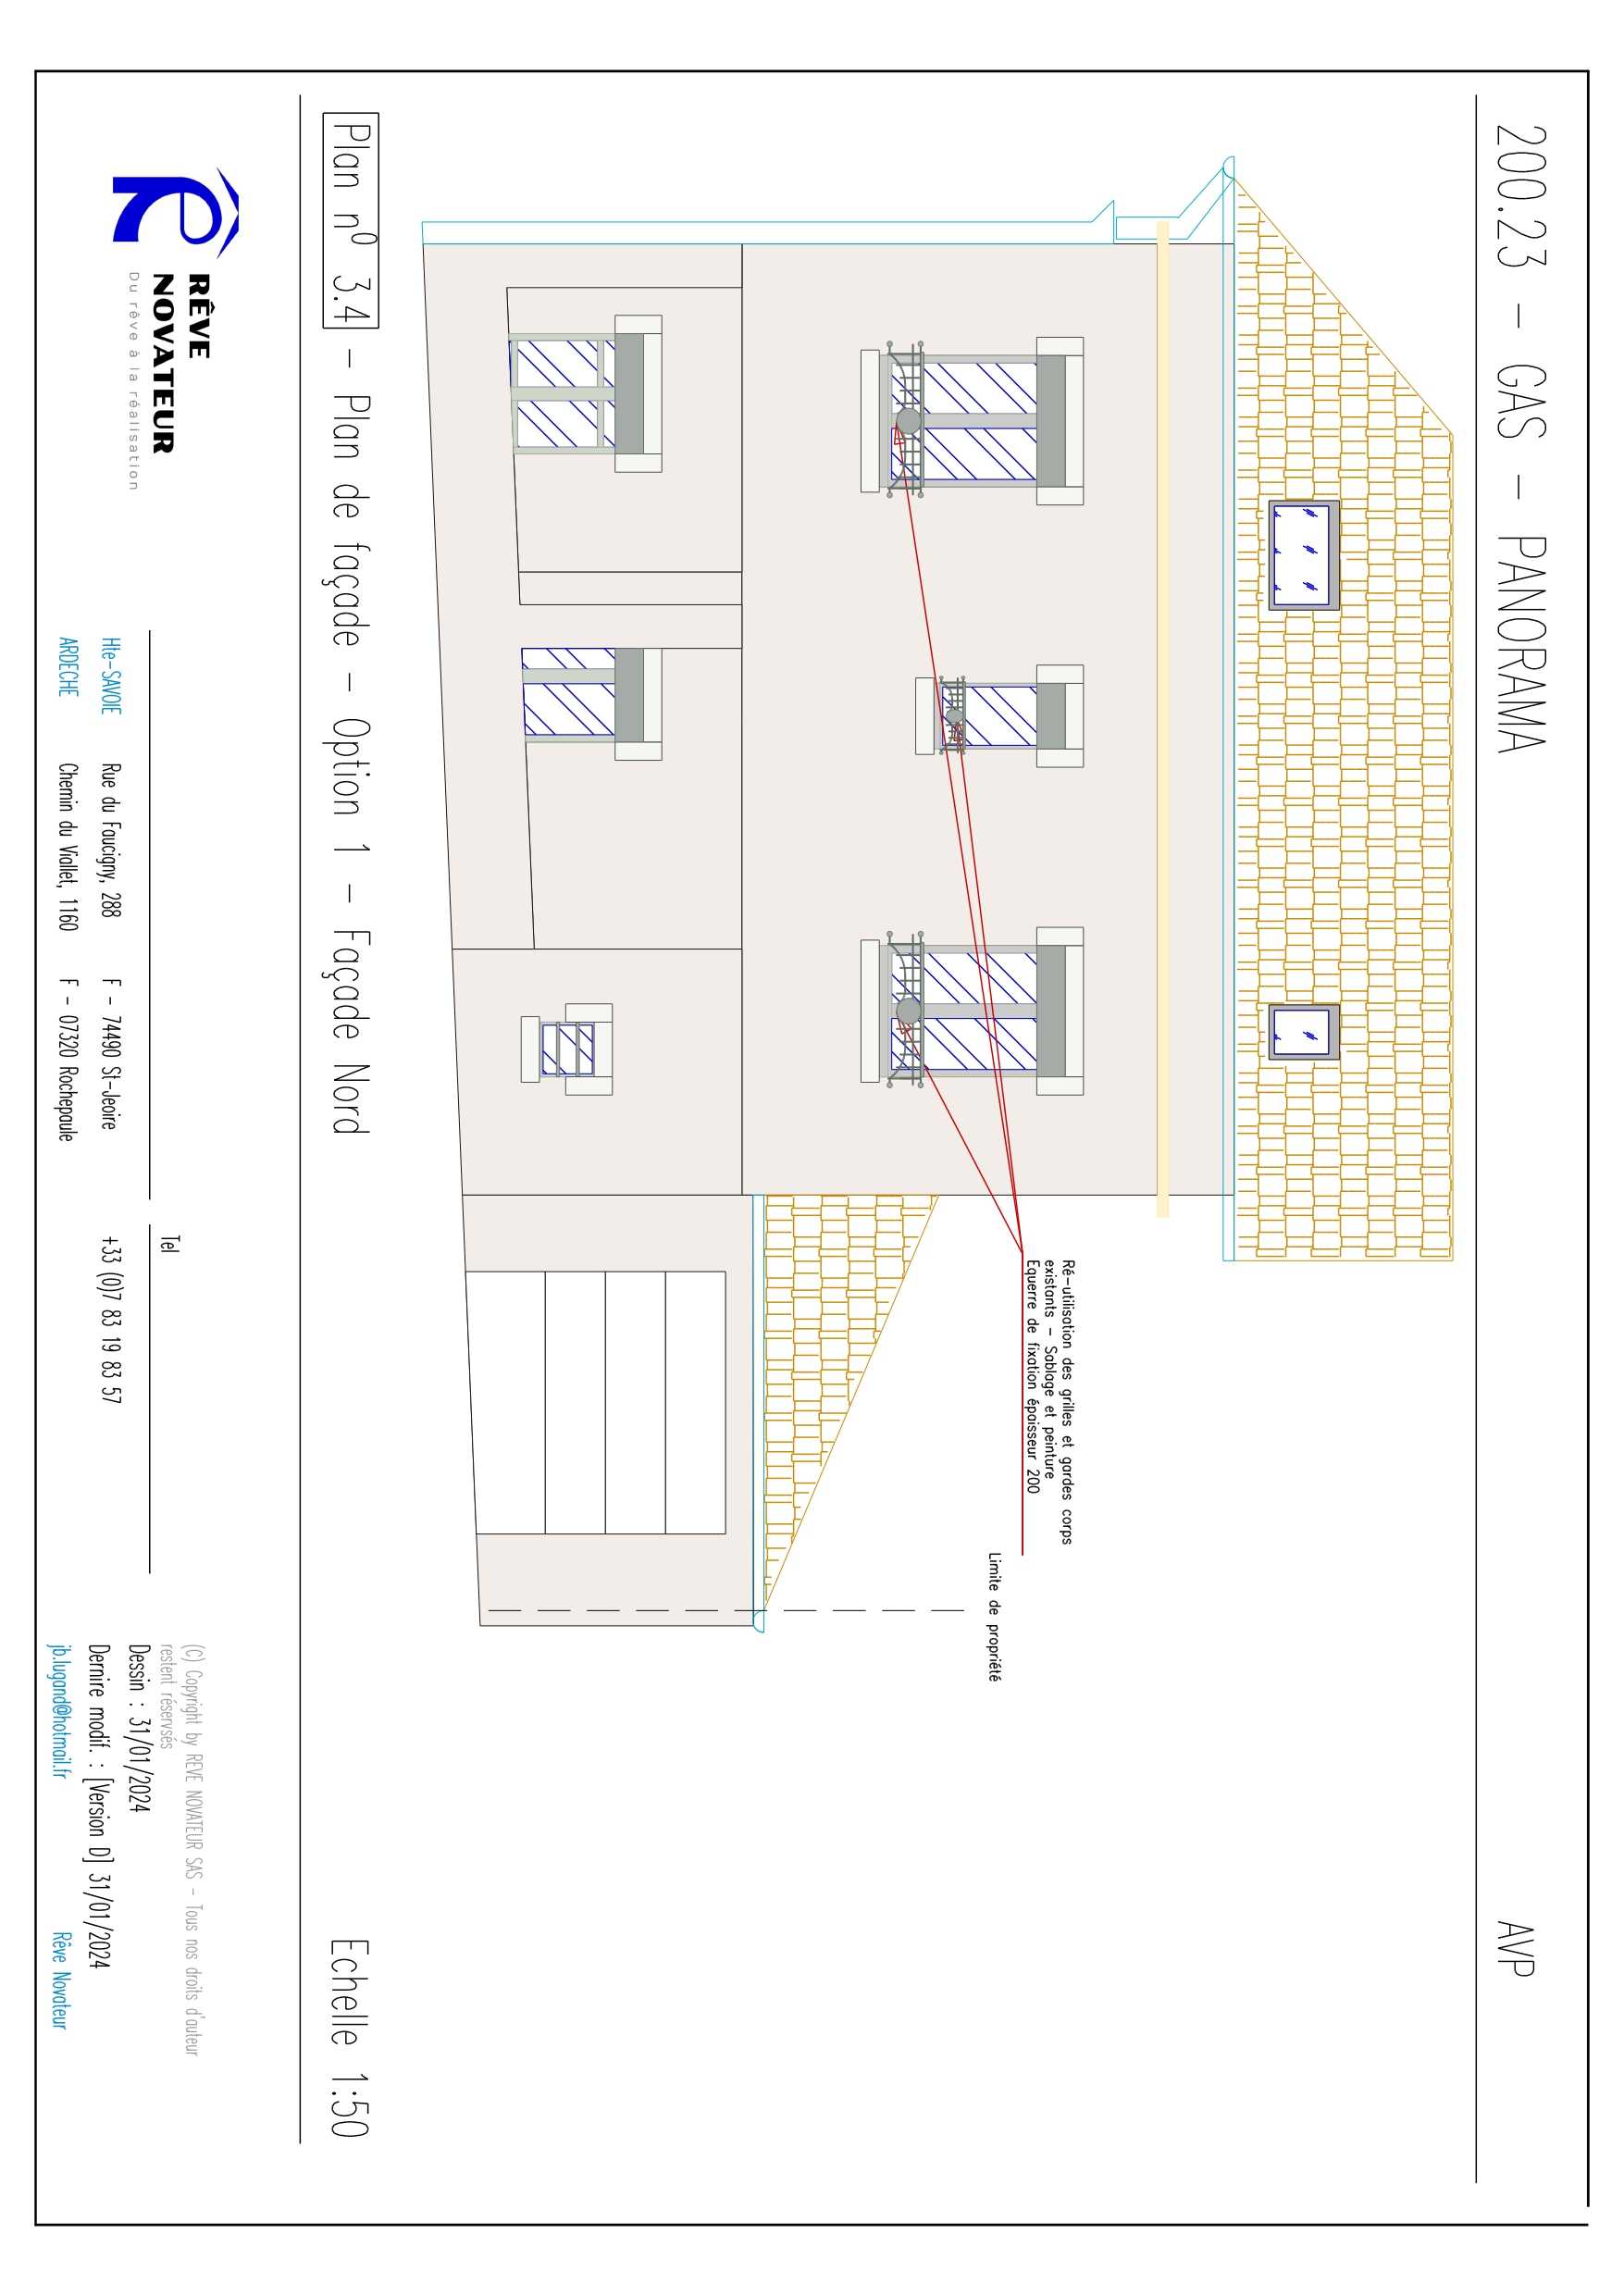 200.23 - GAS - PANORAMA
AVP
Ré-utilisation des grilles et gardes corps
existants - Sablage et peinture
Equerre de fixation épaisseur 200
Limite de propriété
Plan n⁰ 3.4 - Plan de façade - Option 1 - Façade Nord
Echelle 1:50
RÊVE
NOVATEUR
Du rêve à la réalisation
Tel
Hte-SAVOIE Rue du Faucigny, 288 F - 74490 St-Jeoire +33 (0)7 83 19 83 57
ARDECHE Chemin du Viallet, 1160 F - 07320 Rochepaule
(C) Copyright by REVE NOVATEUR SAS - Tous nos droits d'auteur
restent réservsés
Dessin : 31/01/2024
Dernire modif. : [Version D] 31/01/2024
jb.lugand@hotmail.fr Rêve Novateur